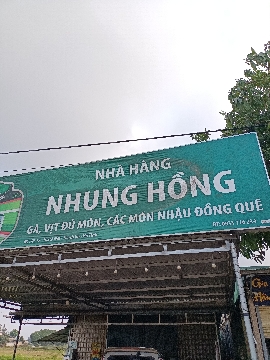 NHÀ HÀNG
NHUNG HỒNG
GÀ, VỊT ĐỦ MÓN, CÁC MÓN NHẬU ĐỒNG QUÊ